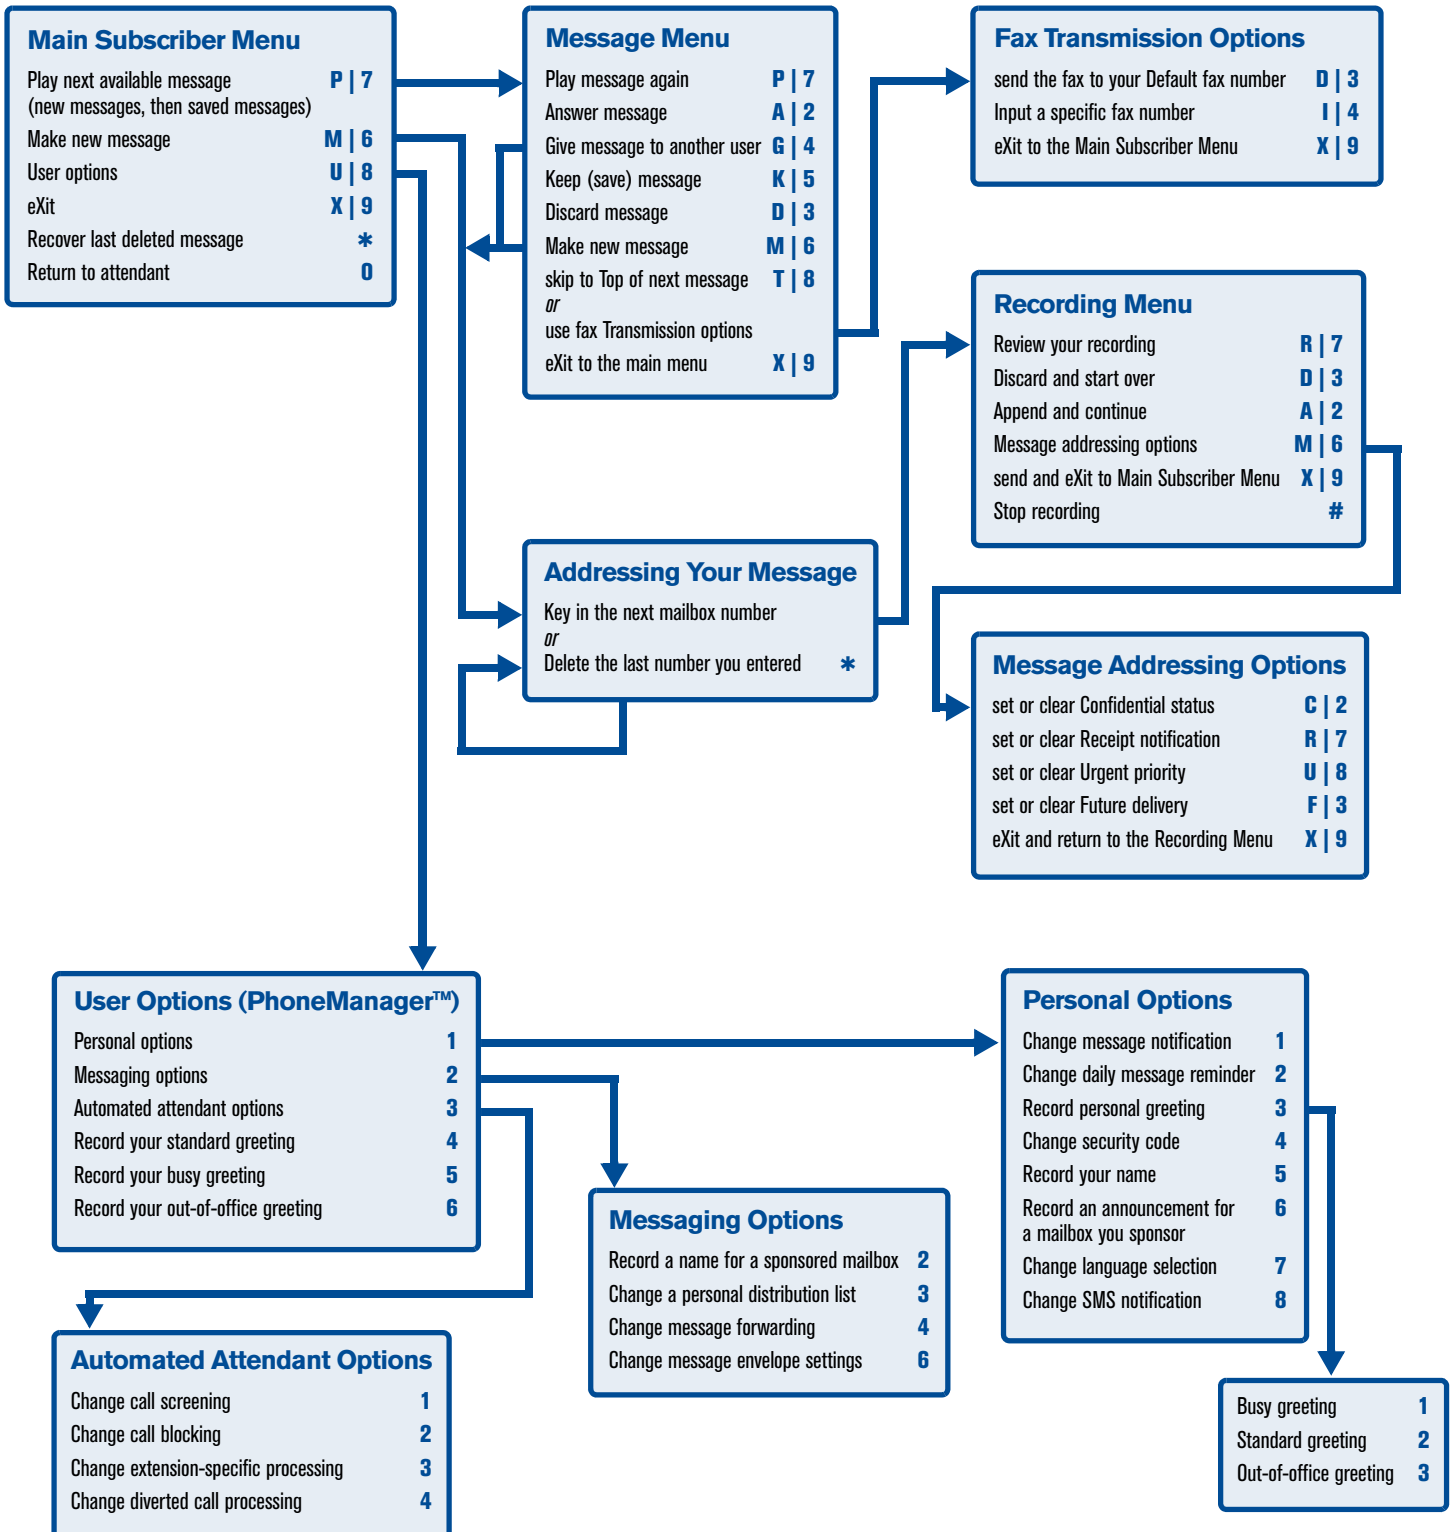 Main Subscriber Menu
Play next available message P | 7
(new messages, then saved messages)
Make new message M | 6
User options U | 8
eXit X | 9
Recover last deleted message ✱
Return to attendant 0
Message Menu
Play message again P | 7
Answer message A | 2
Give message to another user G | 4
Keep (save) message K | 5
Discard message D | 3
Make new message M | 6
skip to Top of next message T | 8
or
use fax Transmission options
eXit to the main menu X | 9
Fax Transmission Options
send the fax to your Default fax number D | 3
Input a specific fax number I | 4
eXit to the Main Subscriber Menu X | 9
Recording Menu
Review your recording R | 7
Discard and start over D | 3
Append and continue A | 2
Message addressing options M | 6
send and eXit to Main Subscriber Menu X | 9
Stop recording #
Addressing Your Message
Key in the next mailbox number
or
Delete the last number you entered ✱
Message Addressing Options
set or clear Confidential status C | 2
set or clear Receipt notification R | 7
set or clear Urgent priority U | 8
set or clear Future delivery F | 3
eXit and return to the Recording Menu X | 9
User Options (PhoneManager™)
Personal options 1
Messaging options 2
Automated attendant options 3
Record your standard greeting 4
Record your busy greeting 5
Record your out-of-office greeting 6
Personal Options
Change message notification 1
Change daily message reminder 2
Record personal greeting 3
Change security code 4
Record your name 5
Record an announcement for 6
a mailbox you sponsor
Change language selection 7
Change SMS notification 8
Messaging Options
Record a name for a sponsored mailbox 2
Change a personal distribution list 3
Change message forwarding 4
Change message envelope settings 6
Automated Attendant Options
Change call screening 1
Change call blocking 2
Change extension-specific processing 3
Change diverted call processing 4
Busy greeting 1
Standard greeting 2
Out-of-office greeting 3